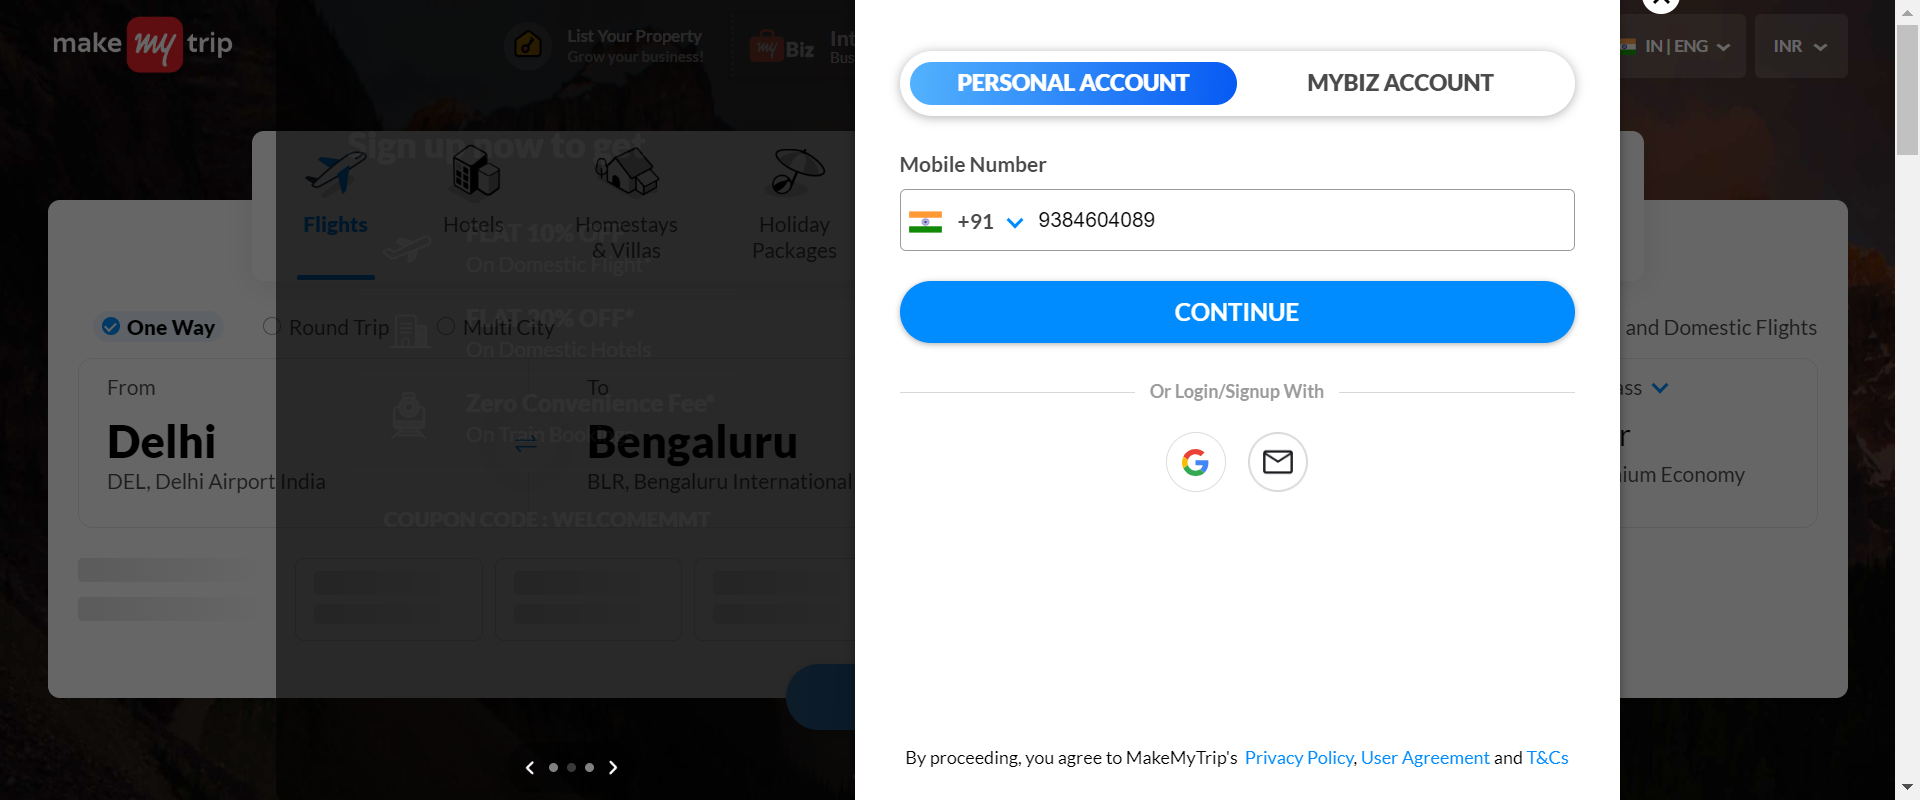 make my trip
List Your Property
Grow your business!
my Biz
Int
Bus
IN | ENG
INR
PERSONAL ACCOUNT
MYBIZ ACCOUNT
Sign up now to get
Mobile Number
+91
9384604089
Flights
Hotels
Homestays
& Villas
Holiday
Packages
FLAT 10% OFF
On Domestic Flight*
CONTINUE
One Way
Round Trip
Multi City
FLAT 20% OFF*
On Domestic Hotels
and Domestic Flights
From
To
Or Login/Signup With
ass
Zero Convenience Fee*
On Train Booking
Delhi
Bengaluru
r
DEL, Delhi Airport India
BLR, Bengaluru International
ium Economy
COUPON CODE : WELCOMEMMT
By proceeding, you agree to MakeMyTrip's Privacy Policy, User Agreement and T&Cs